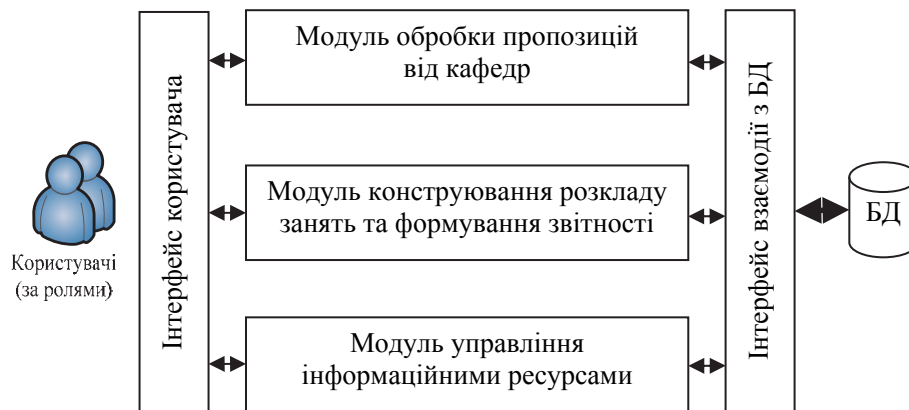 Користувачі
(за ролями)
Інтерфейс користувача
Модуль обробки пропозицій
від кафедр
Модуль конструювання розкладу
занять та формування звітності
Модуль управління
інформаційними ресурсами
Інтерфейс взаємодії з БД
БД